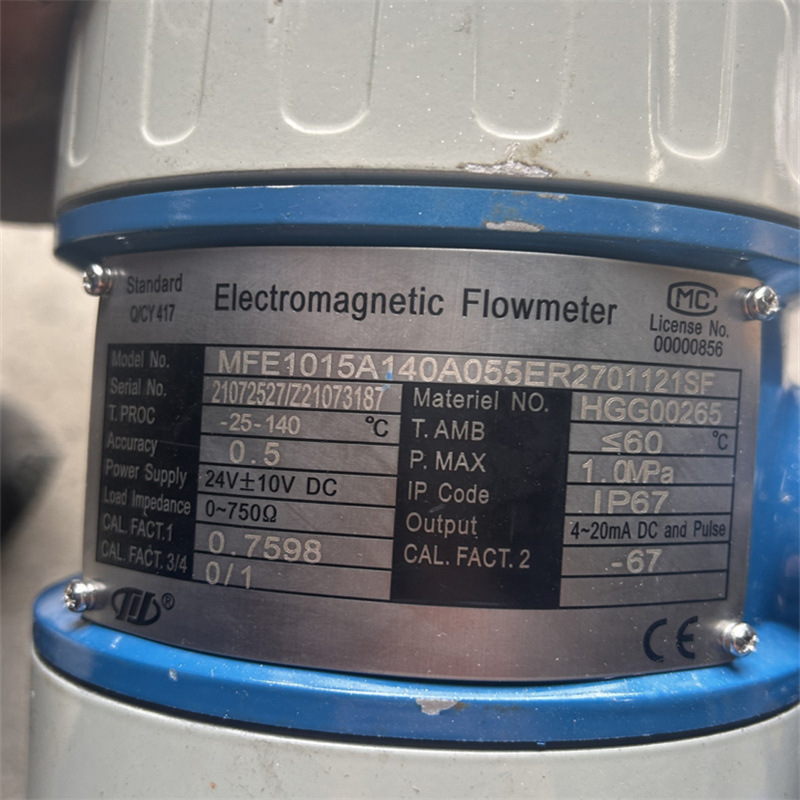 Standard
Q/CY 417
Electromagnetic Flowmeter
MC
License No.
00000856
Model No. MFE1015A140A055ER2701121SF
Serial No. 21072527/Z21073187 Materiel NO. HGG00265
T. PROC -25-140 °C T. AMB ≤60 °C
Accuracy 0.5 P. MAX 1.0MPa
Power Supply 24V±10V DC IP Code IP67
Load Impedance 0~750Ω Output 4~20mA DC and Pulse
CAL. FACT.1 0.7598 CAL. FACT. 2 -67
CAL. FACT. 3/4 0/1
® CE